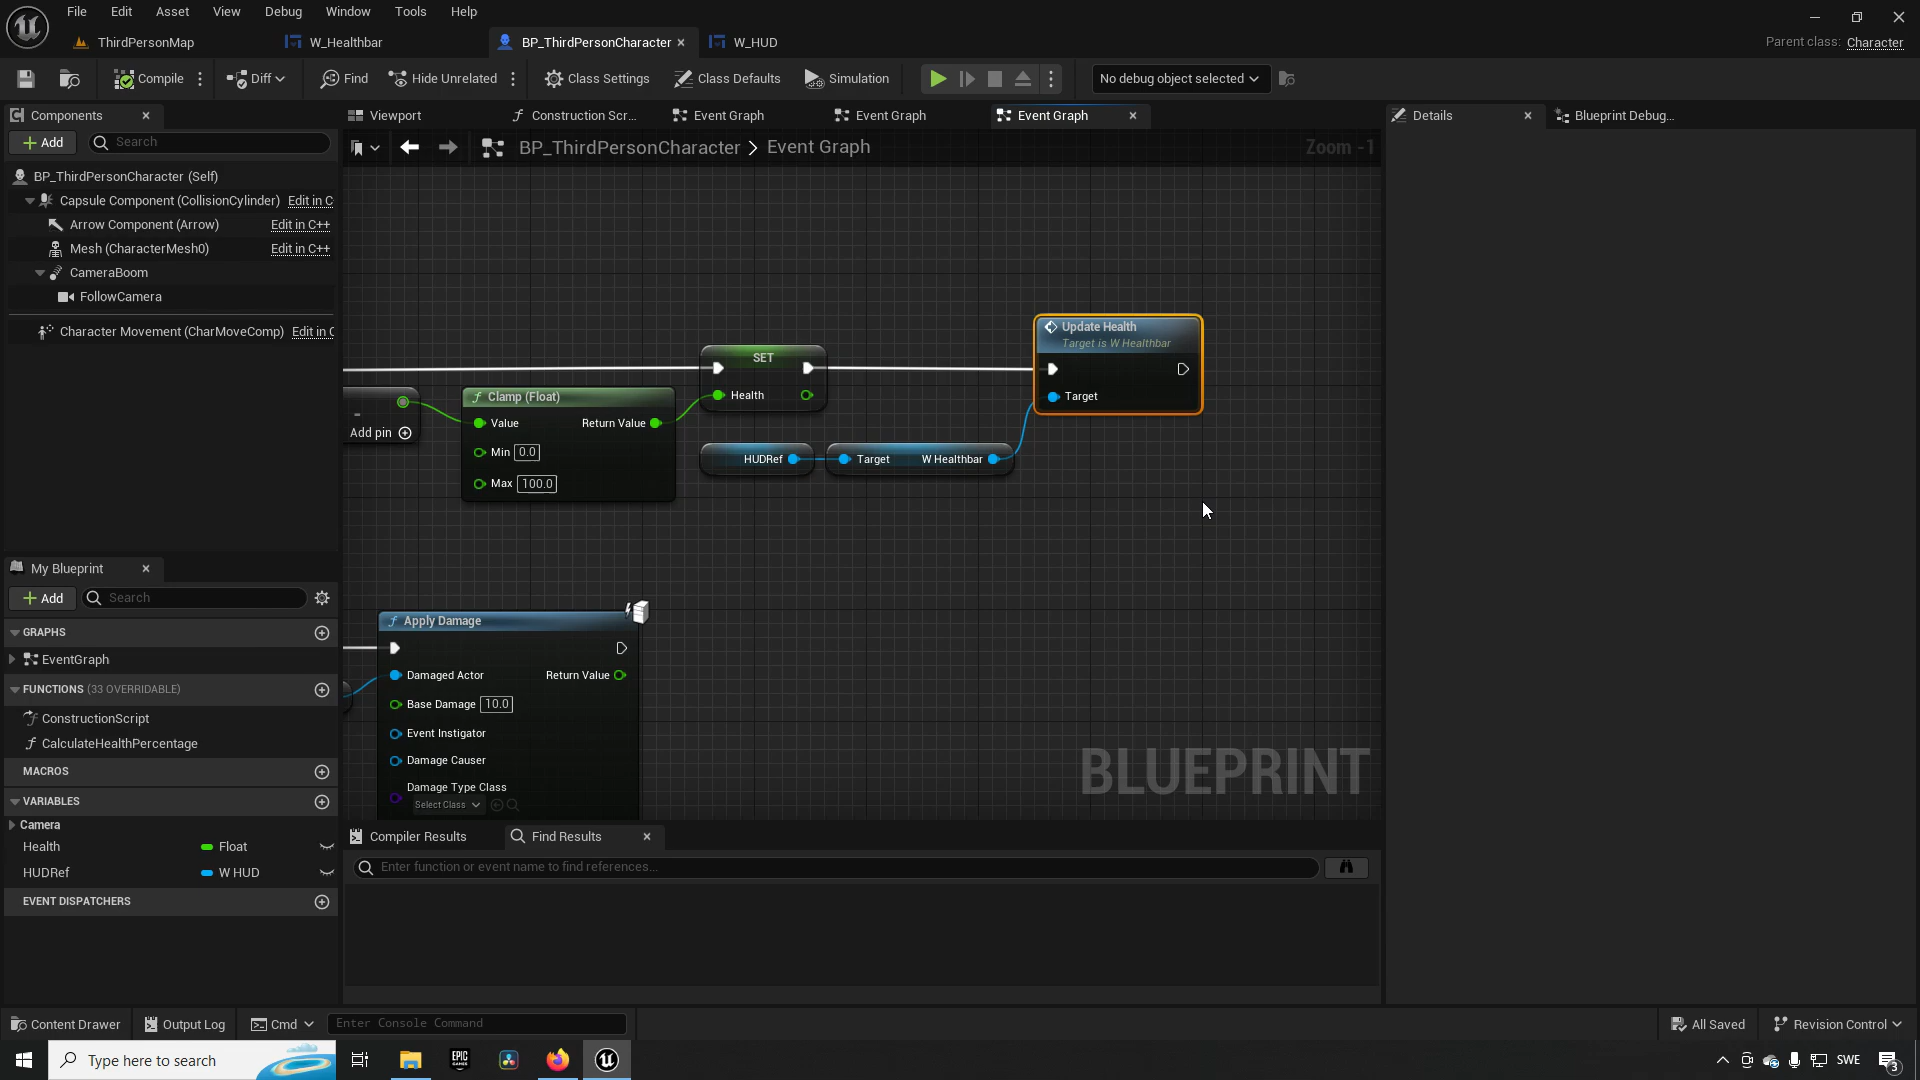 File Edit Asset View Debug Window Tools Help
ThirdPersonMap W_Healthbar BP_ThirdPersonCharacter W_HUD
Parent class: Character
Compile Diff Find Hide Unrelated Class Settings Class Defaults Simulation No debug object selected
Components
Add Search
BP_ThirdPersonCharacter (Self)
Capsule Component (CollisionCylinder) Edit in C
Arrow Component (Arrow) Edit in C++
Mesh (CharacterMesh0) Edit in C++
CameraBoom
FollowCamera
Character Movement (CharMoveComp) Edit in C
My Blueprint
Add Search
GRAPHS
EventGraph
FUNCTIONS (33 OVERRIDABLE)
ConstructionScript
CalculateHealthPercentage
MACROS
VARIABLES
Camera
Health Float
HUDRef W HUD
EVENT DISPATCHERS
Viewport Construction Scr... Event Graph Event Graph Event Graph
BP_ThirdPersonCharacter > Event Graph Zoom -1
Update Health
Target is W Healthbar
Target
SET
Health
-
Add pin
Clamp (Float)
Value Return Value
Min 0.0
Max 100.0
HUDRef Target W Healthbar
Apply Damage
Damaged Actor Return Value
Base Damage 10.0
Event Instigator
Damage Causer
Damage Type Class
Select Class
BLUEPRINT
Compiler Results Find Results
Enter function or event name to find references...
Details Blueprint Debug...
Content Drawer Output Log Cmd Enter Console Command All Saved Revision Control
Type here to search EPIC GAMES SWE 3